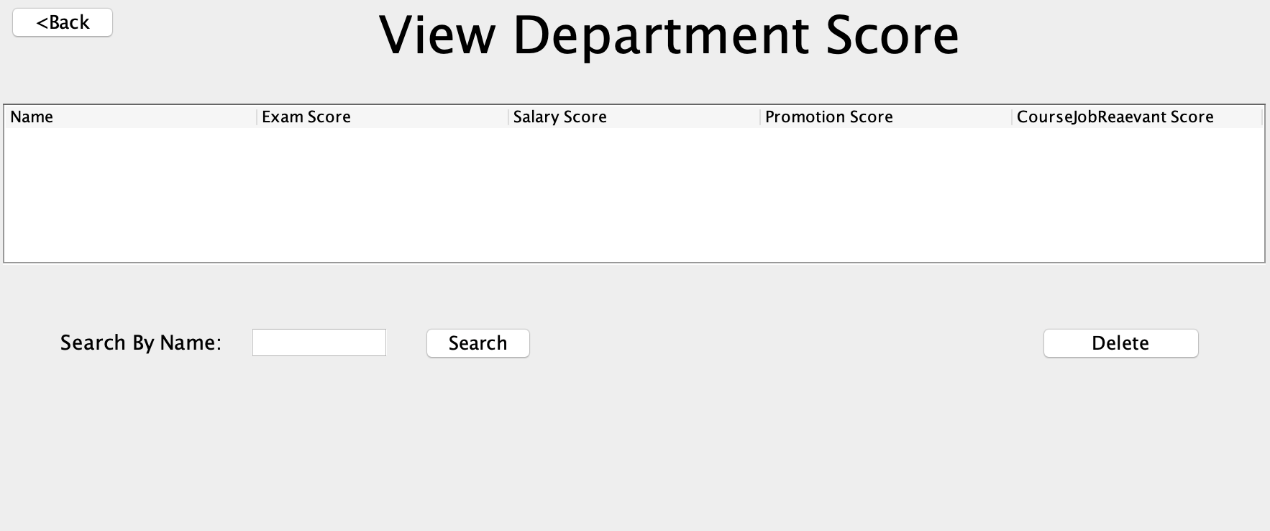 <Back
View Department Score
Name Exam Score Salary Score Promotion Score CourseJobReaevant Score
Search By Name: Search Delete